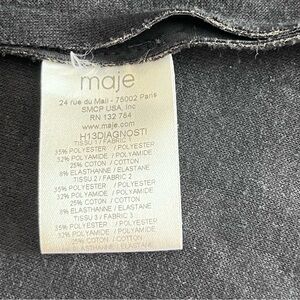 maje
24 rue du Mail - 75002 Paris
SMCP USA, Inc
RN 132 784
www.maje.com
H13DIAGNOSTI
TISSU 1 / FABRIC 1
35% POLYESTER / POLYESTER
32% POLYAMIDE / POLYAMIDE
25% COTON / COTTON
8% ELASTHANNE / ELASTANE
TISSU 2 / FABRIC 2
35% POLYESTER / POLYESTER
32% POLYAMIDE / POLYAMIDE
25% COTON / COTTON
8% ELASTHANNE / ELASTANE
TISSU 3 / FABRIC 3
35% POLYESTER / POLYESTER
32% POLYAMIDE / POLYAMIDE
25% COTON / COTTON